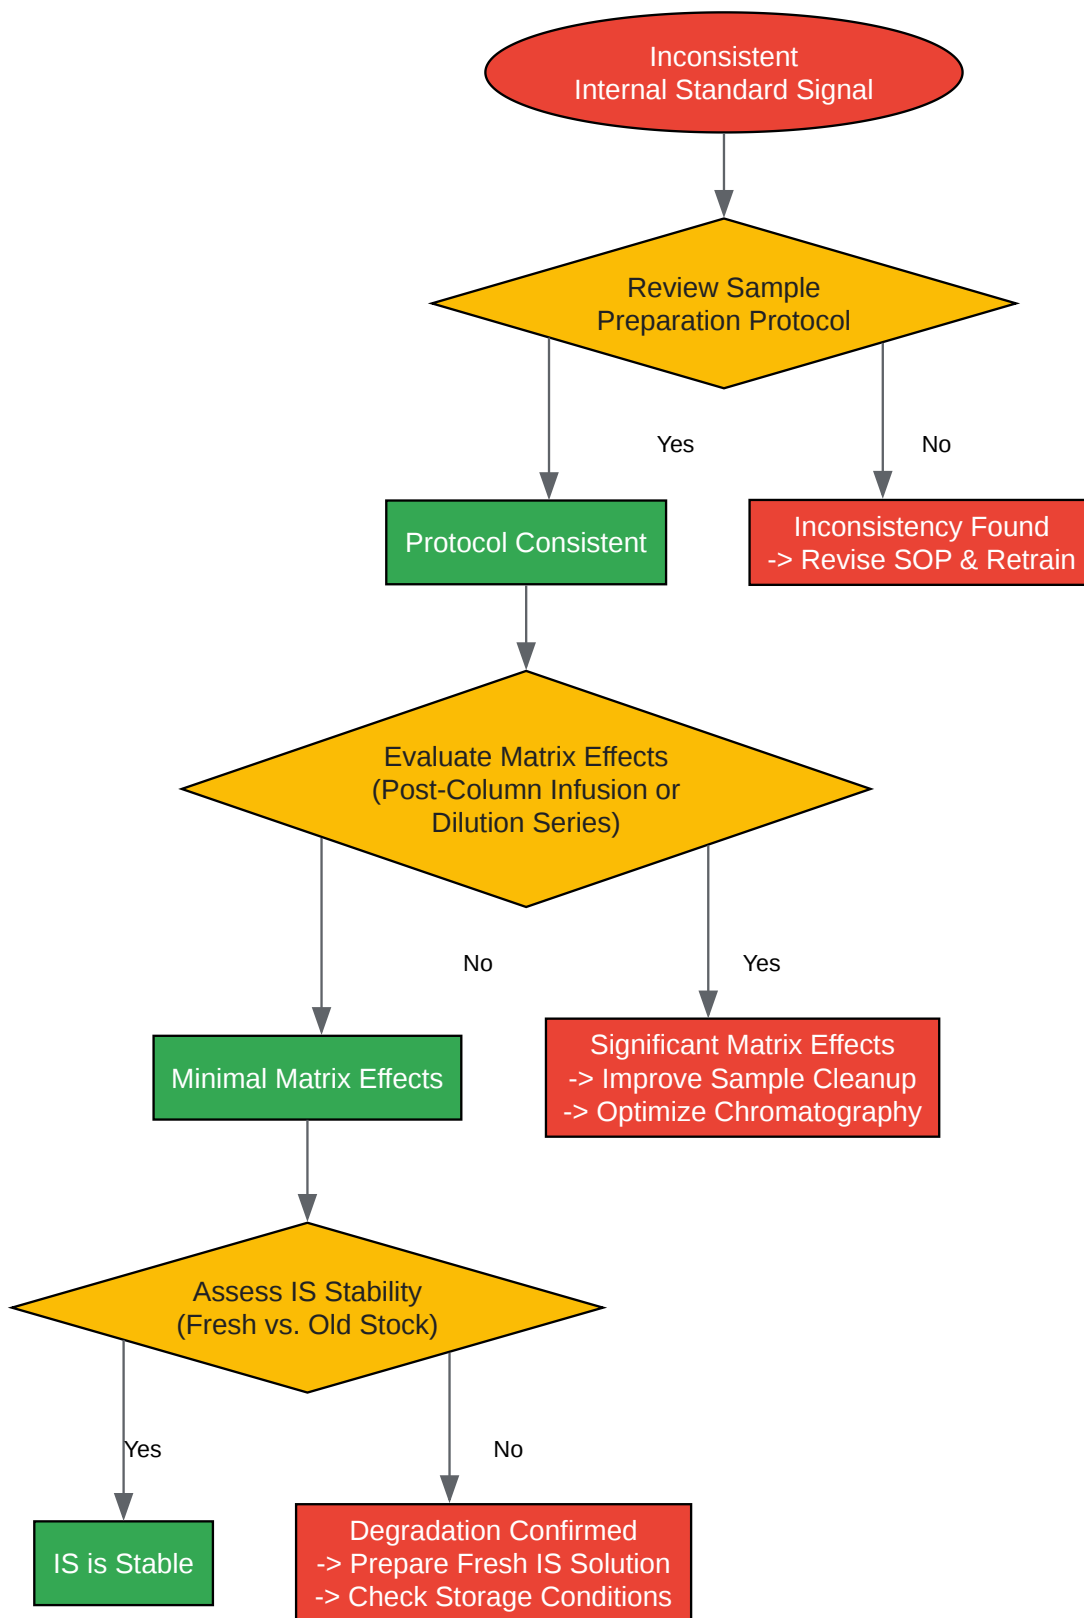 Inconsistent
Internal Standard Signal
Review Sample
Preparation Protocol
Yes
No
Protocol Consistent
Inconsistency Found
-> Revise SOP & Retrain
Evaluate Matrix Effects
(Post-Column Infusion or
Dilution Series)
No
Yes
Minimal Matrix Effects
Significant Matrix Effects
-> Improve Sample Cleanup
-> Optimize Chromatography
Assess IS Stability
(Fresh vs. Old Stock)
Yes
No
IS is Stable
Degradation Confirmed
-> Prepare Fresh IS Solution
-> Check Storage Conditions